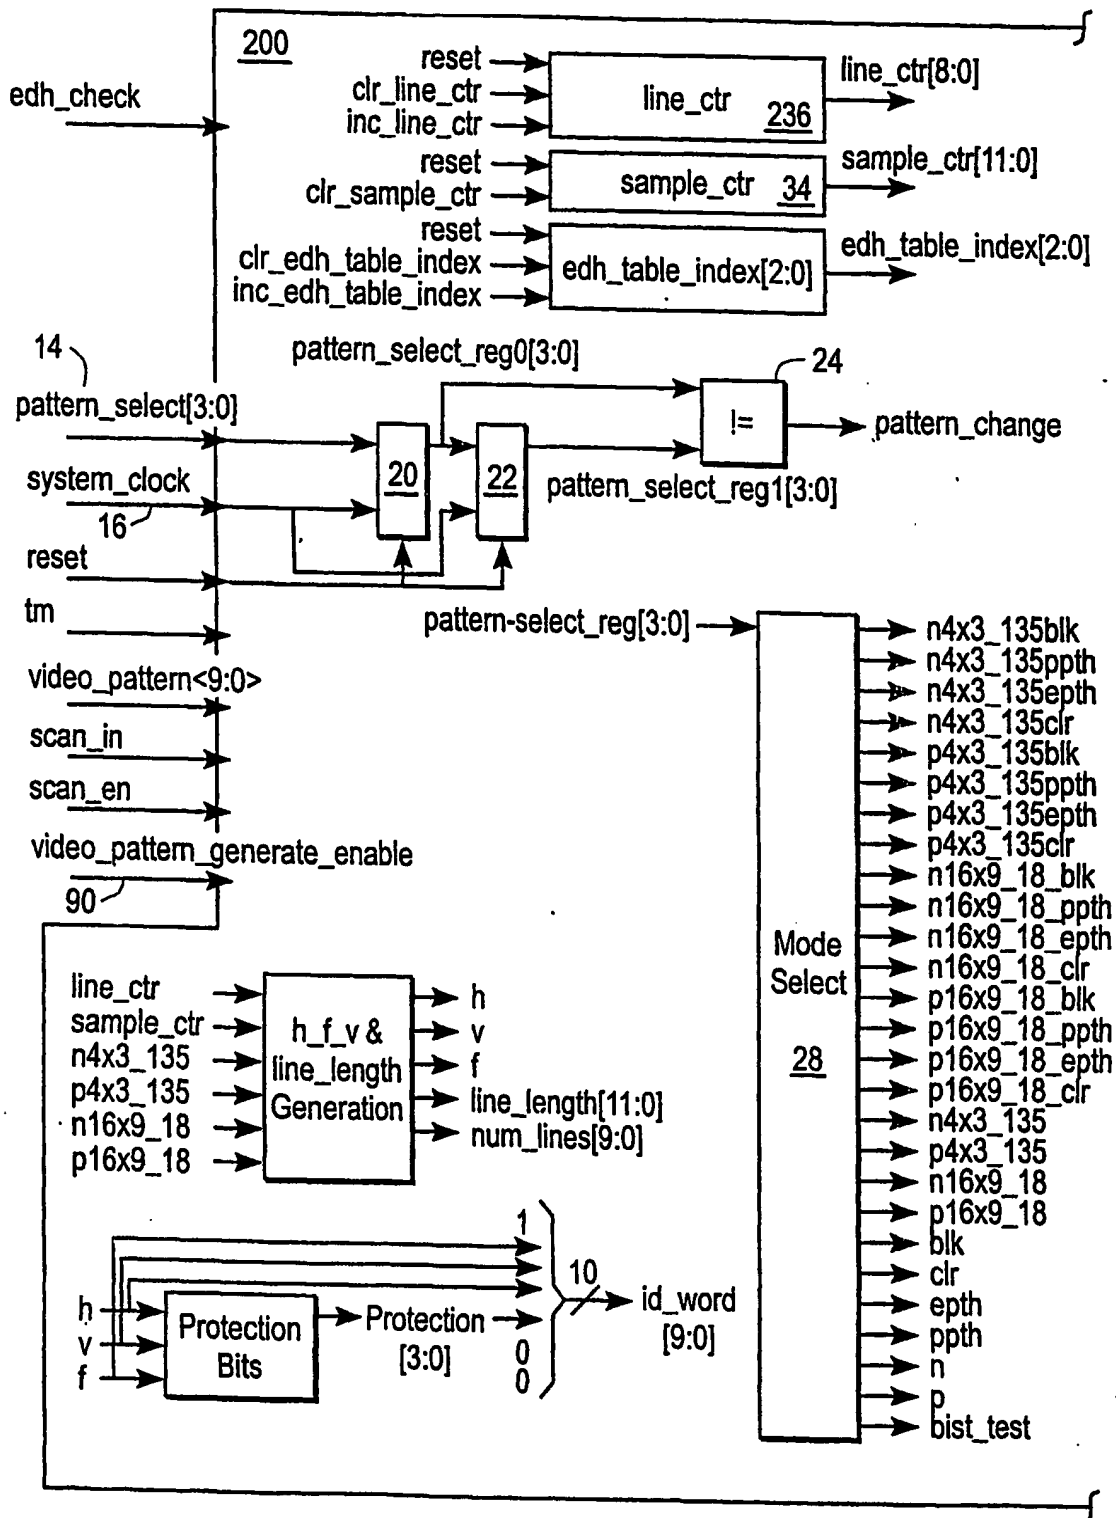 200
edh_check
reset
clr_line_ctr
inc_line_ctr
line_ctr
236
line_ctr[8:0]
reset
clr_sample_ctr
sample_ctr 34
sample_ctr[11:0]
reset
clr_edh_table_index
inc_edh_table_index
edh_table_index[2:0]
edh_table_index[2:0]
14
pattern_select[3:0]
pattern_select_reg0[3:0]
24
!=
pattern_change
system_clock
16
20
22
pattern_select_reg1[3:0]
reset
tm
video_pattern<9:0>
scan_in
scan_en
video_pattern_generate_enable
90
pattern-select_reg[3:0]
Mode
Select
28
n4x3_135blk
n4x3_135ppth
n4x3_135epth
n4x3_135clr
p4x3_135blk
p4x3_135ppth
p4x3_135epth
p4x3_135clr
n16x9_18_blk
n16x9_18_ppth
n16x9_18_epth
n16x9_18_clr
p16x9_18_blk
p16x9_18_ppth
p16x9_18_epth
p16x9_18_clr
n4x3_135
p4x3_135
n16x9_18
p16x9_18
blk
clr
epth
ppth
n
p
bist_test
line_ctr
sample_ctr
n4x3_135
p4x3_135
n16x9_18
p16x9_18
h_f_v &
line_length
Generation
h
v
f
line_length[11:0]
num_lines[9:0]
h
v
f
Protection
Bits
Protection
[3:0]
1
0
0
10
id_word
[9:0]